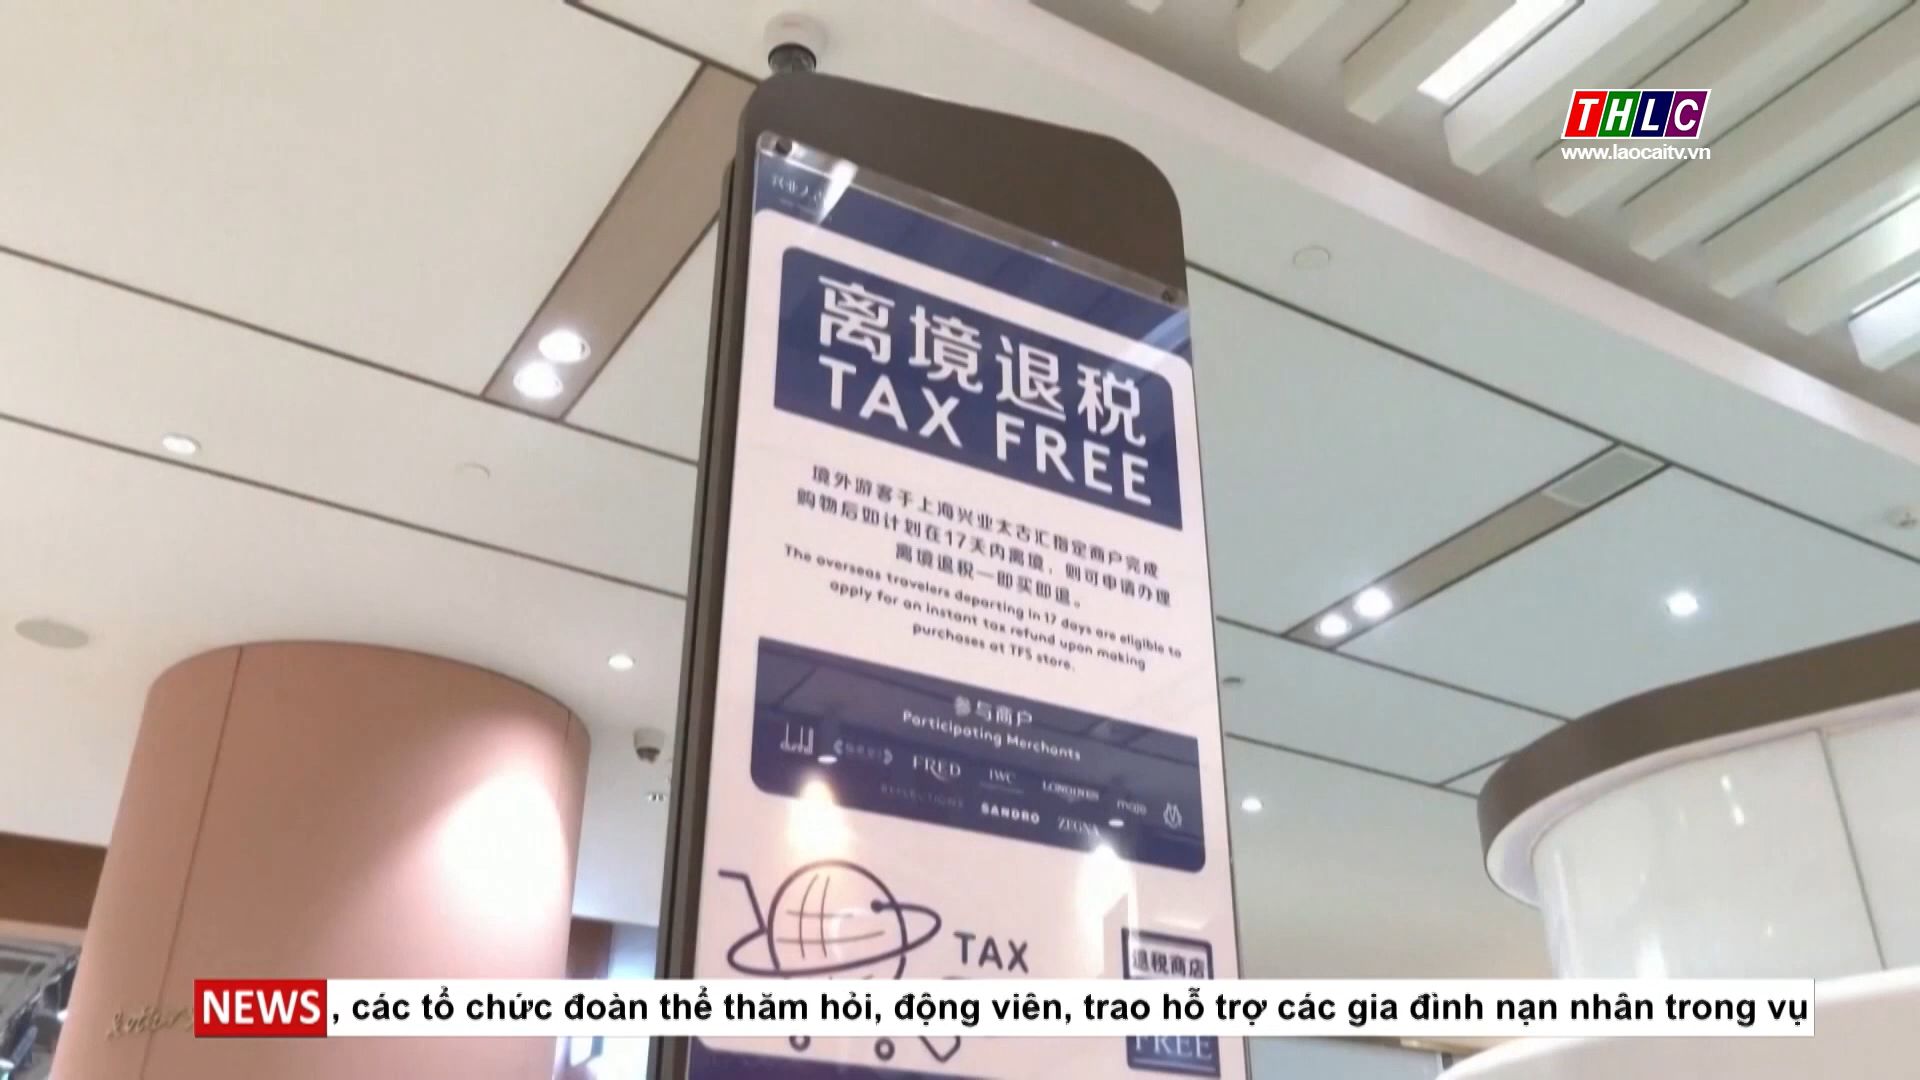 THLC
www.laocaitv.vn
离境退税
TAX FREE
境外游客于上海兴业太古汇指定商户完成
购物后如计划在17天内离境，则可申请办理
离境退税一即买即退。
The overseas travelers departing in 17 days are eligible to
apply for an instant tax refund upon making
purchases at TFS store.
参与商户
Participating Merchants
FRED IWC LONGINES mojo
REFLECTIONS SANDRO ZEGNA
TAX
退税商店
FREE
NEWS , các tổ chức đoàn thể thăm hỏi, động viên, trao hỗ trợ các gia đình nạn nhân trong vụ